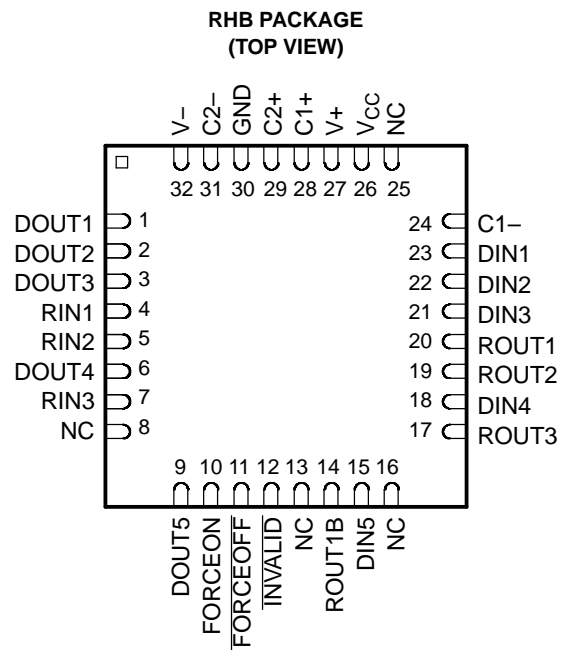 RHB PACKAGE
(TOP VIEW)
V–
C2–
GND
C2+
C1+
V+
VCC
NC
32 31 30 29 28 27 26 25
DOUT1 1
DOUT2 2
DOUT3 3
RIN1 4
RIN2 5
DOUT4 6
RIN3 7
NC 8
24 C1–
23 DIN1
22 DIN2
21 DIN3
20 ROUT1
19 ROUT2
18 DIN4
17 ROUT3
9 10 11 12 13 14 15 16
DOUT5
FORCEON
FORCEOFF
INVALID
NC
ROUT1B
DIN5
NC